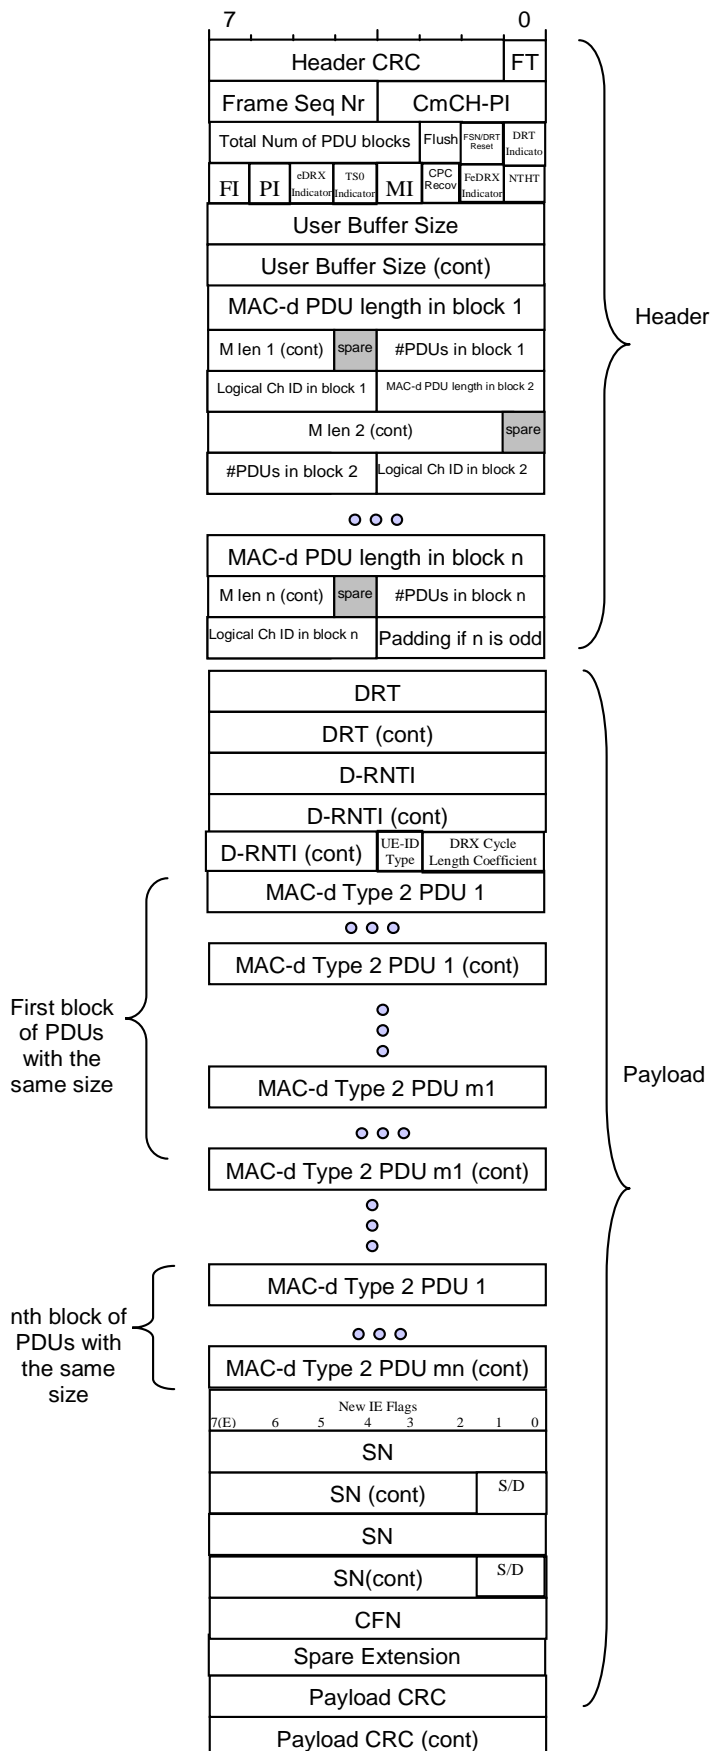 7 0
Header CRC FT
Frame Seq Nr CmCH-PI
Total Num of PDU blocks Flush FSN/DRT Reset DRT Indicato
FI PI eDRX Indicator TS0 Indicator MI CPC Recov FeDRX Indicator NTHT
User Buffer Size
User Buffer Size (cont)
MAC-d PDU length in block 1
Header
M len 1 (cont) spare #PDUs in block 1
Logical Ch ID in block 1 MAC-d PDU length in block 2
M len 2 (cont) spare
#PDUs in block 2 Logical Ch ID in block 2
MAC-d PDU length in block n
M len n (cont) spare #PDUs in block n
Logical Ch ID in block n Padding if n is odd
DRT
DRT (cont)
D-RNTI
D-RNTI (cont)
D-RNTI (cont) UE-ID Type DRX Cycle Length Coefficient
MAC-d Type 2 PDU 1
MAC-d Type 2 PDU 1 (cont)
First block
of PDUs
with the
same size
MAC-d Type 2 PDU m1
Payload
MAC-d Type 2 PDU m1 (cont)
MAC-d Type 2 PDU 1
nth block of
PDUs with
the same
size
MAC-d Type 2 PDU mn (cont)
New IE Flags
7(E) 6 5 4 3 2 1 0
SN
SN (cont) S/D
SN
SN(cont) S/D
CFN
Spare Extension
Payload CRC
Payload CRC (cont)